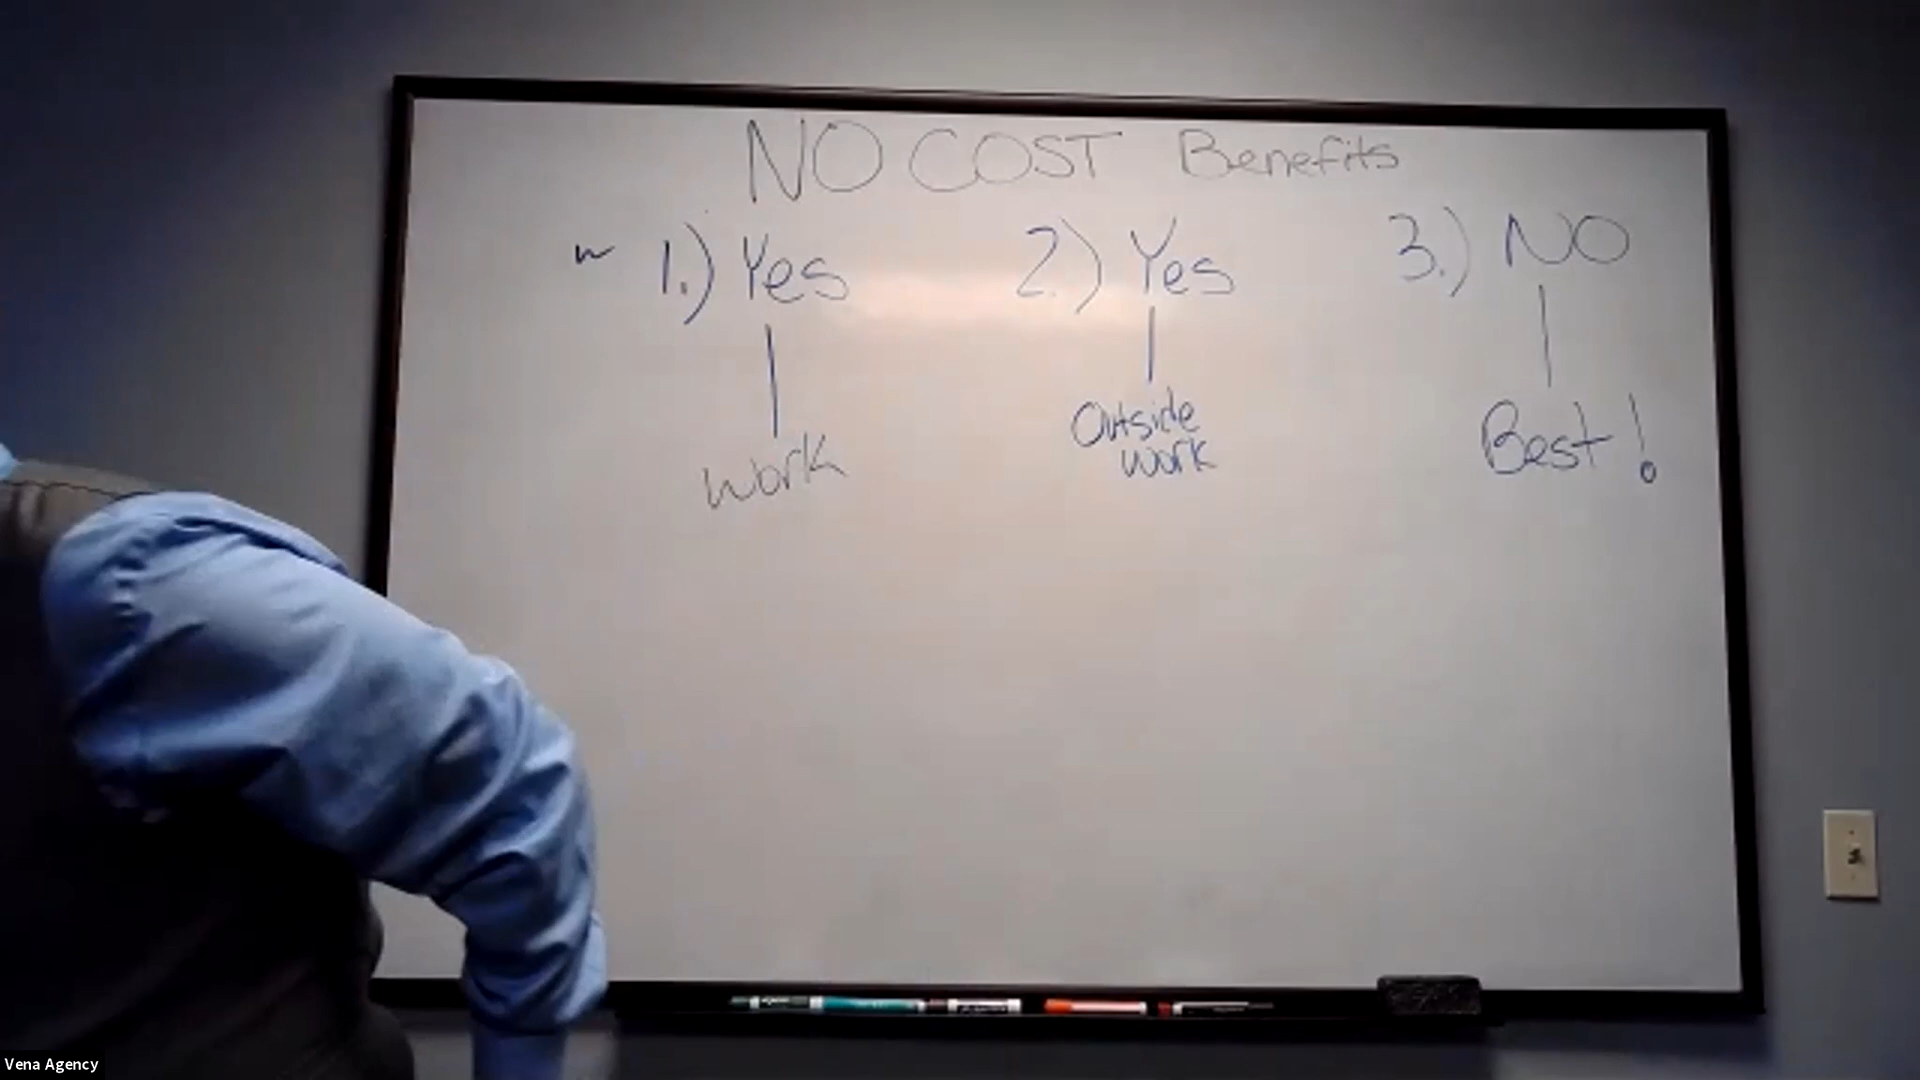 NO COST Benefits
1.) Yes
2.) Yes
3.) NO
work
Outside
work
Best!
Vena Agency